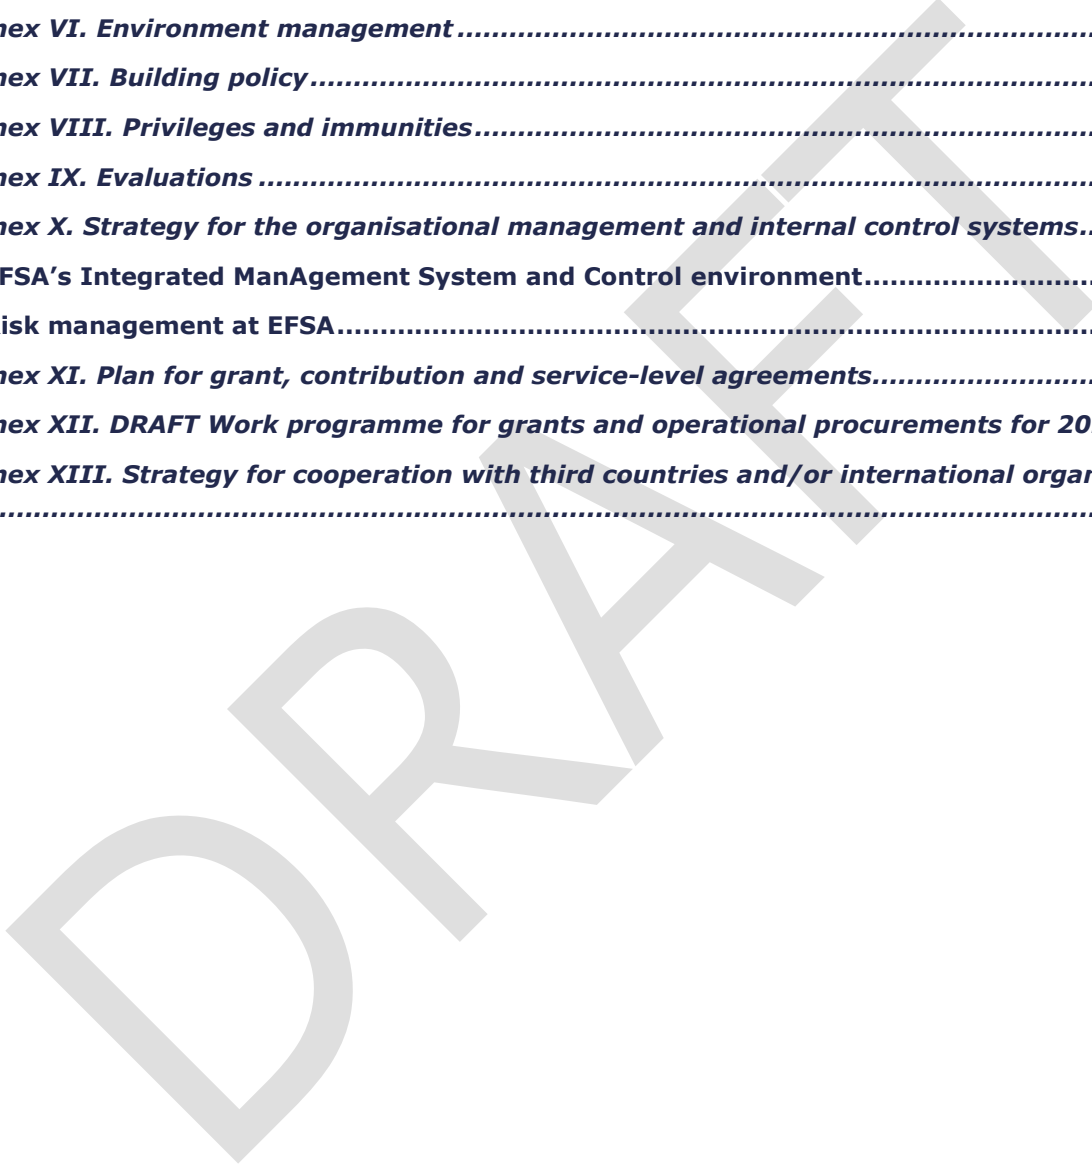 nex VI. Environment management................................................................................
nex VII. Building policy..................................................................................................
nex VIII. Privileges and immunities..............................................................................
nex IX. Evaluations ........................................................................................................
nex X. Strategy for the organisational management and internal control systems..
FSA’s Integrated ManAgement System and Control environment...........................
isk management at EFSA...............................................................................................
nex XI. Plan for grant, contribution and service-level agreements..........................
nex XII. DRAFT Work programme for grants and operational procurements for 20
nex XIII. Strategy for cooperation with third countries and/or international organ
.......................................................................................................................................
DRAFT